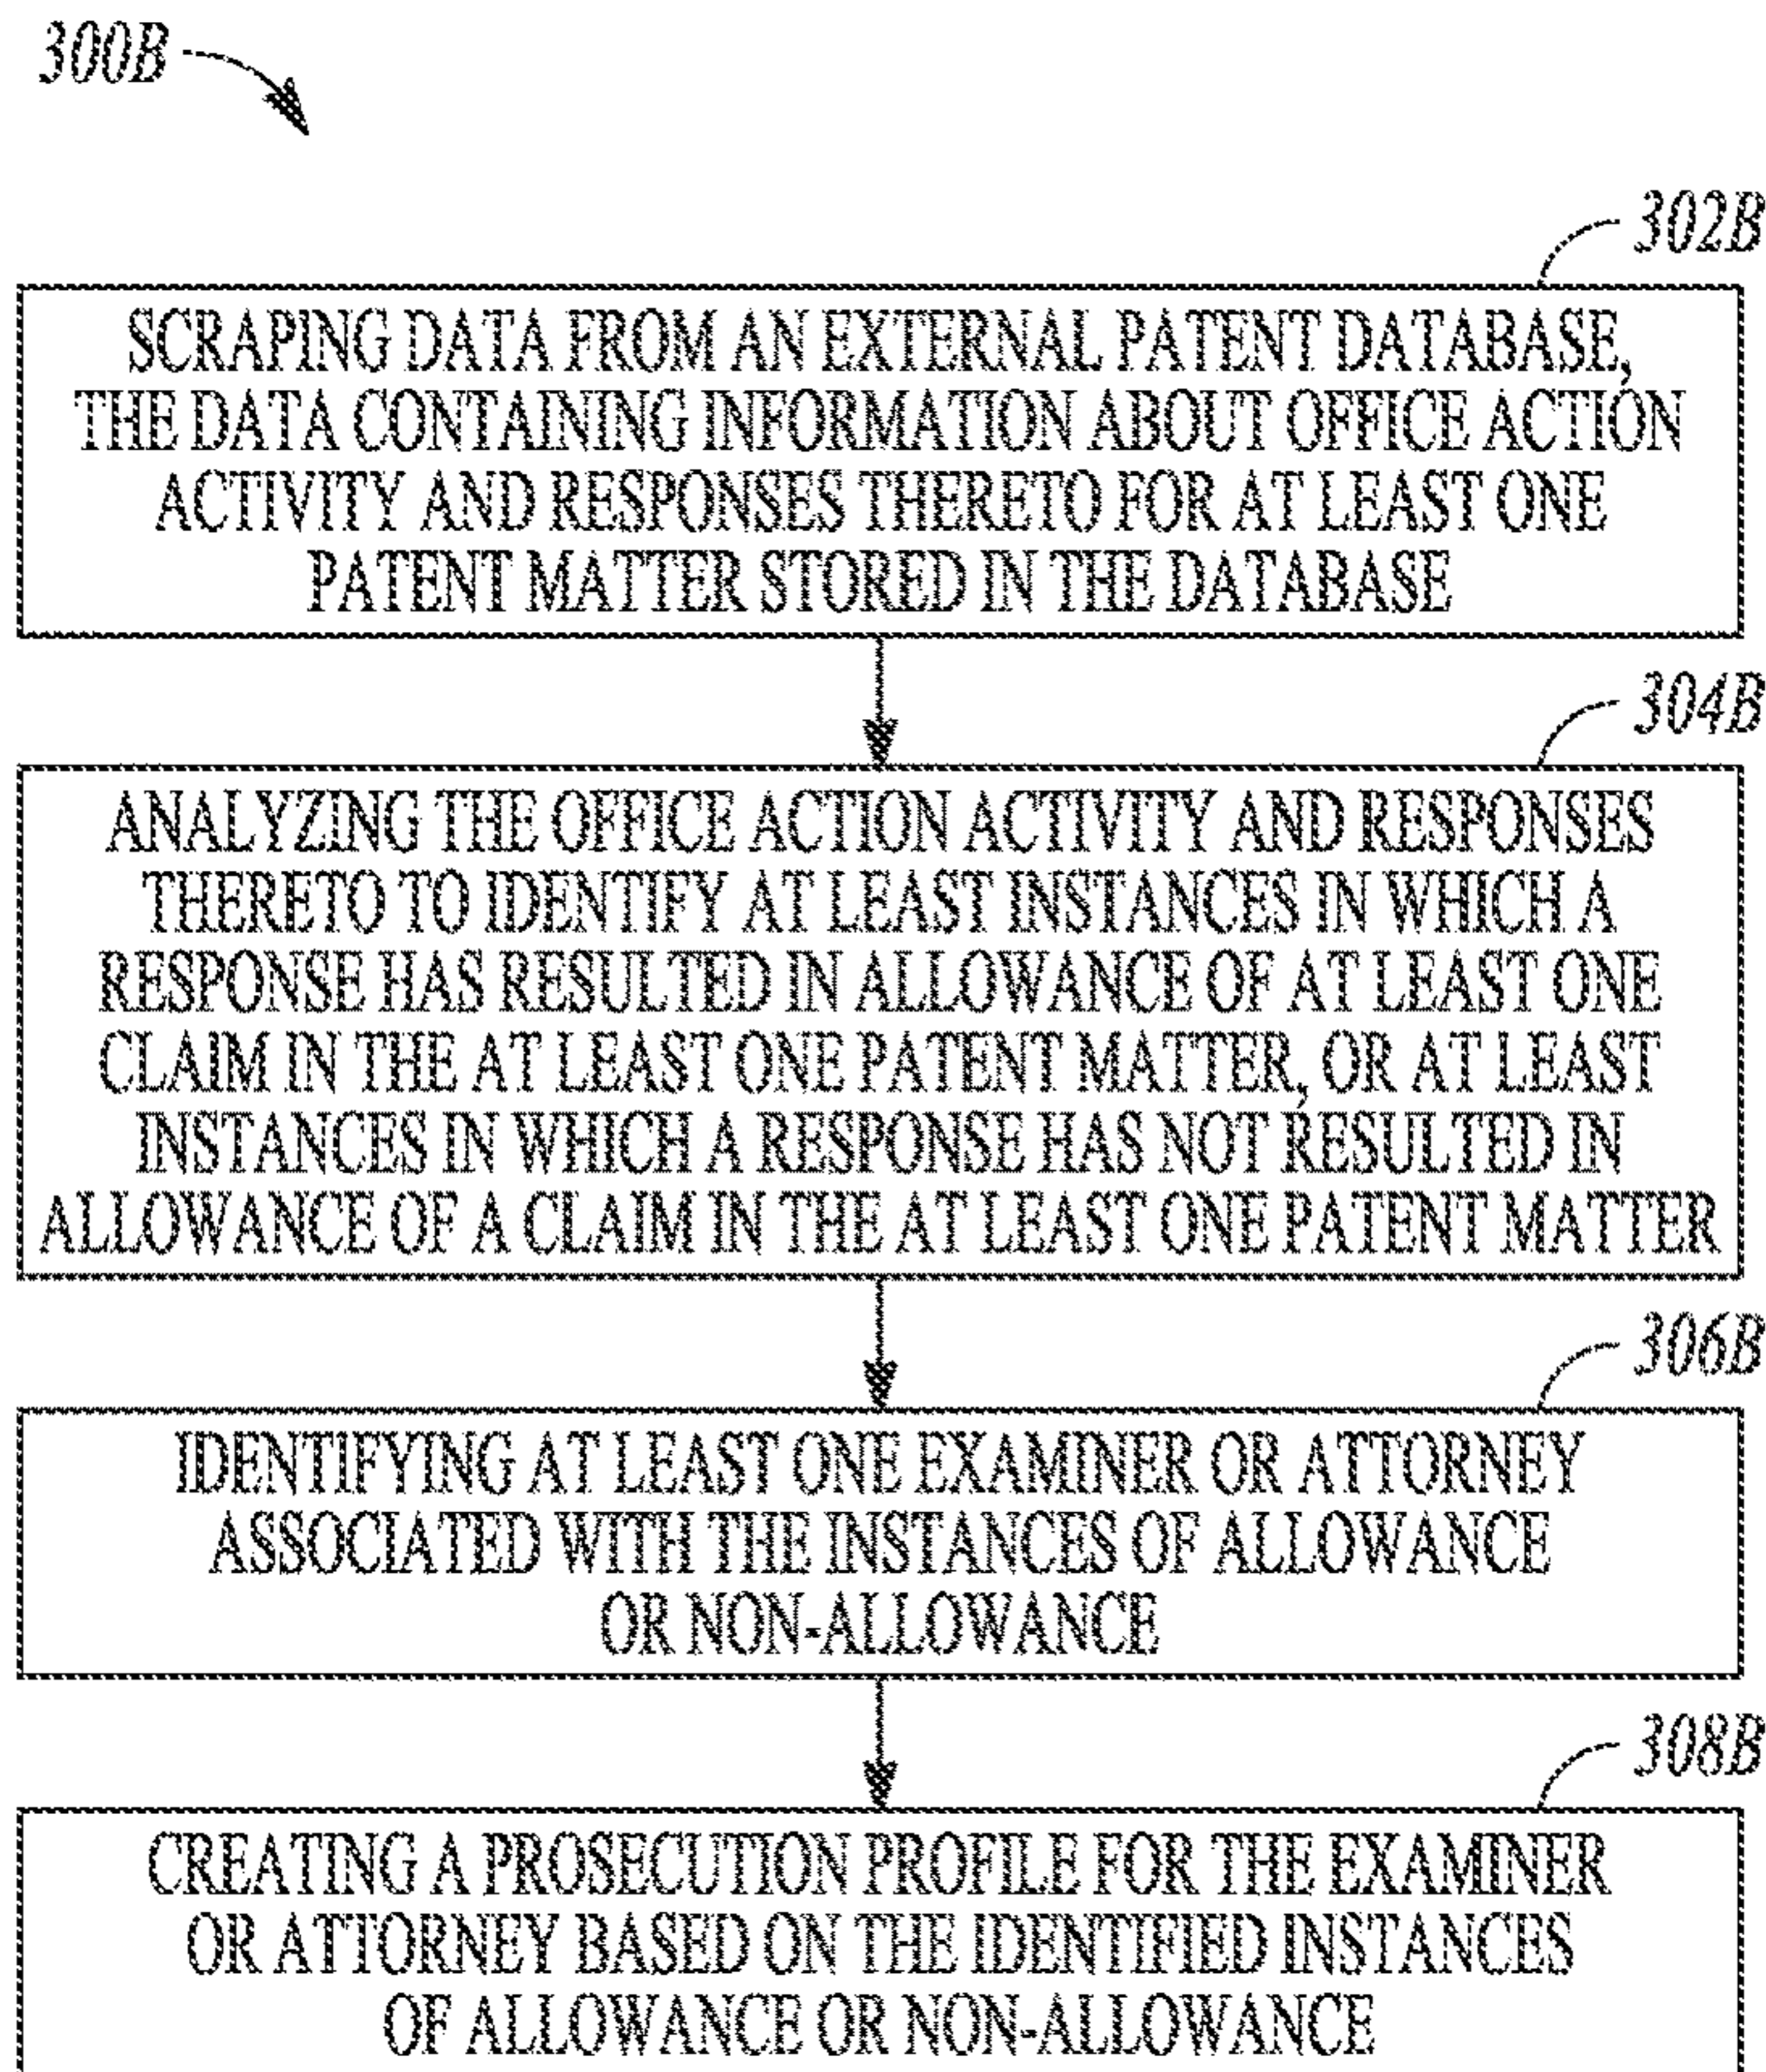 300B
302B
SCRAPING DATA FROM AN EXTERNAL PATENT DATABASE,
THE DATA CONTAINING INFORMATION ABOUT OFFICE ACTION
ACTIVITY AND RESPONSES THERETO FOR AT LEAST ONE
PATENT MATTER STORED IN THE DATABASE
304B
ANALYZING THE OFFICE ACTION ACTIVITY AND RESPONSES
THERETO TO IDENTIFY AT LEAST INSTANCES IN WHICH A
RESPONSE HAS RESULTED IN ALLOWANCE OF AT LEAST ONE
CLAIM IN THE AT LEAST ONE PATENT MATTER, OR AT LEAST
INSTANCES IN WHICH A RESPONSE HAS NOT RESULTED IN
ALLOWANCE OF A CLAIM IN THE AT LEAST ONE PATENT MATTER
306B
IDENTIFYING AT LEAST ONE EXAMINER OR ATTORNEY
ASSOCIATED WITH THE INSTANCES OF ALLOWANCE
OR NON-ALLOWANCE
308B
CREATING A PROSECUTION PROFILE FOR THE EXAMINER
OR ATTORNEY BASED ON THE IDENTIFIED INSTANCES
OF ALLOWANCE OR NON-ALLOWANCE